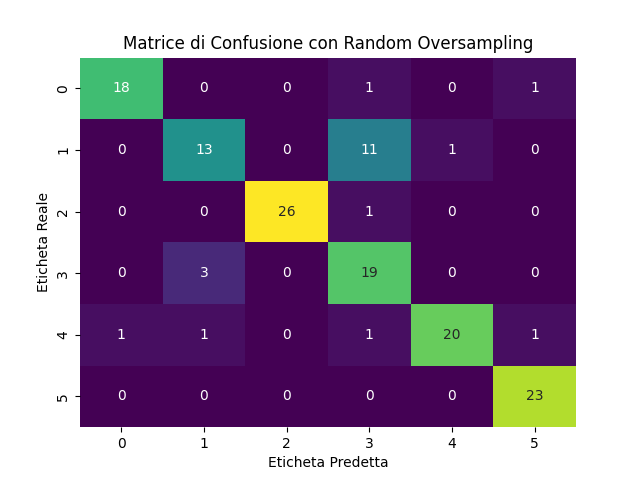 Matrice di Confusione con Random Oversampling
0 18 0 0 1 0 1
1 0 13 0 11 1 0
2 0 0 26 1 0 0
3 0 3 0 19 0 0
4 1 1 0 1 20 1
5 0 0 0 0 0 23
0 1 2 3 4 5
Eticheta Reale
Eticheta Predetta